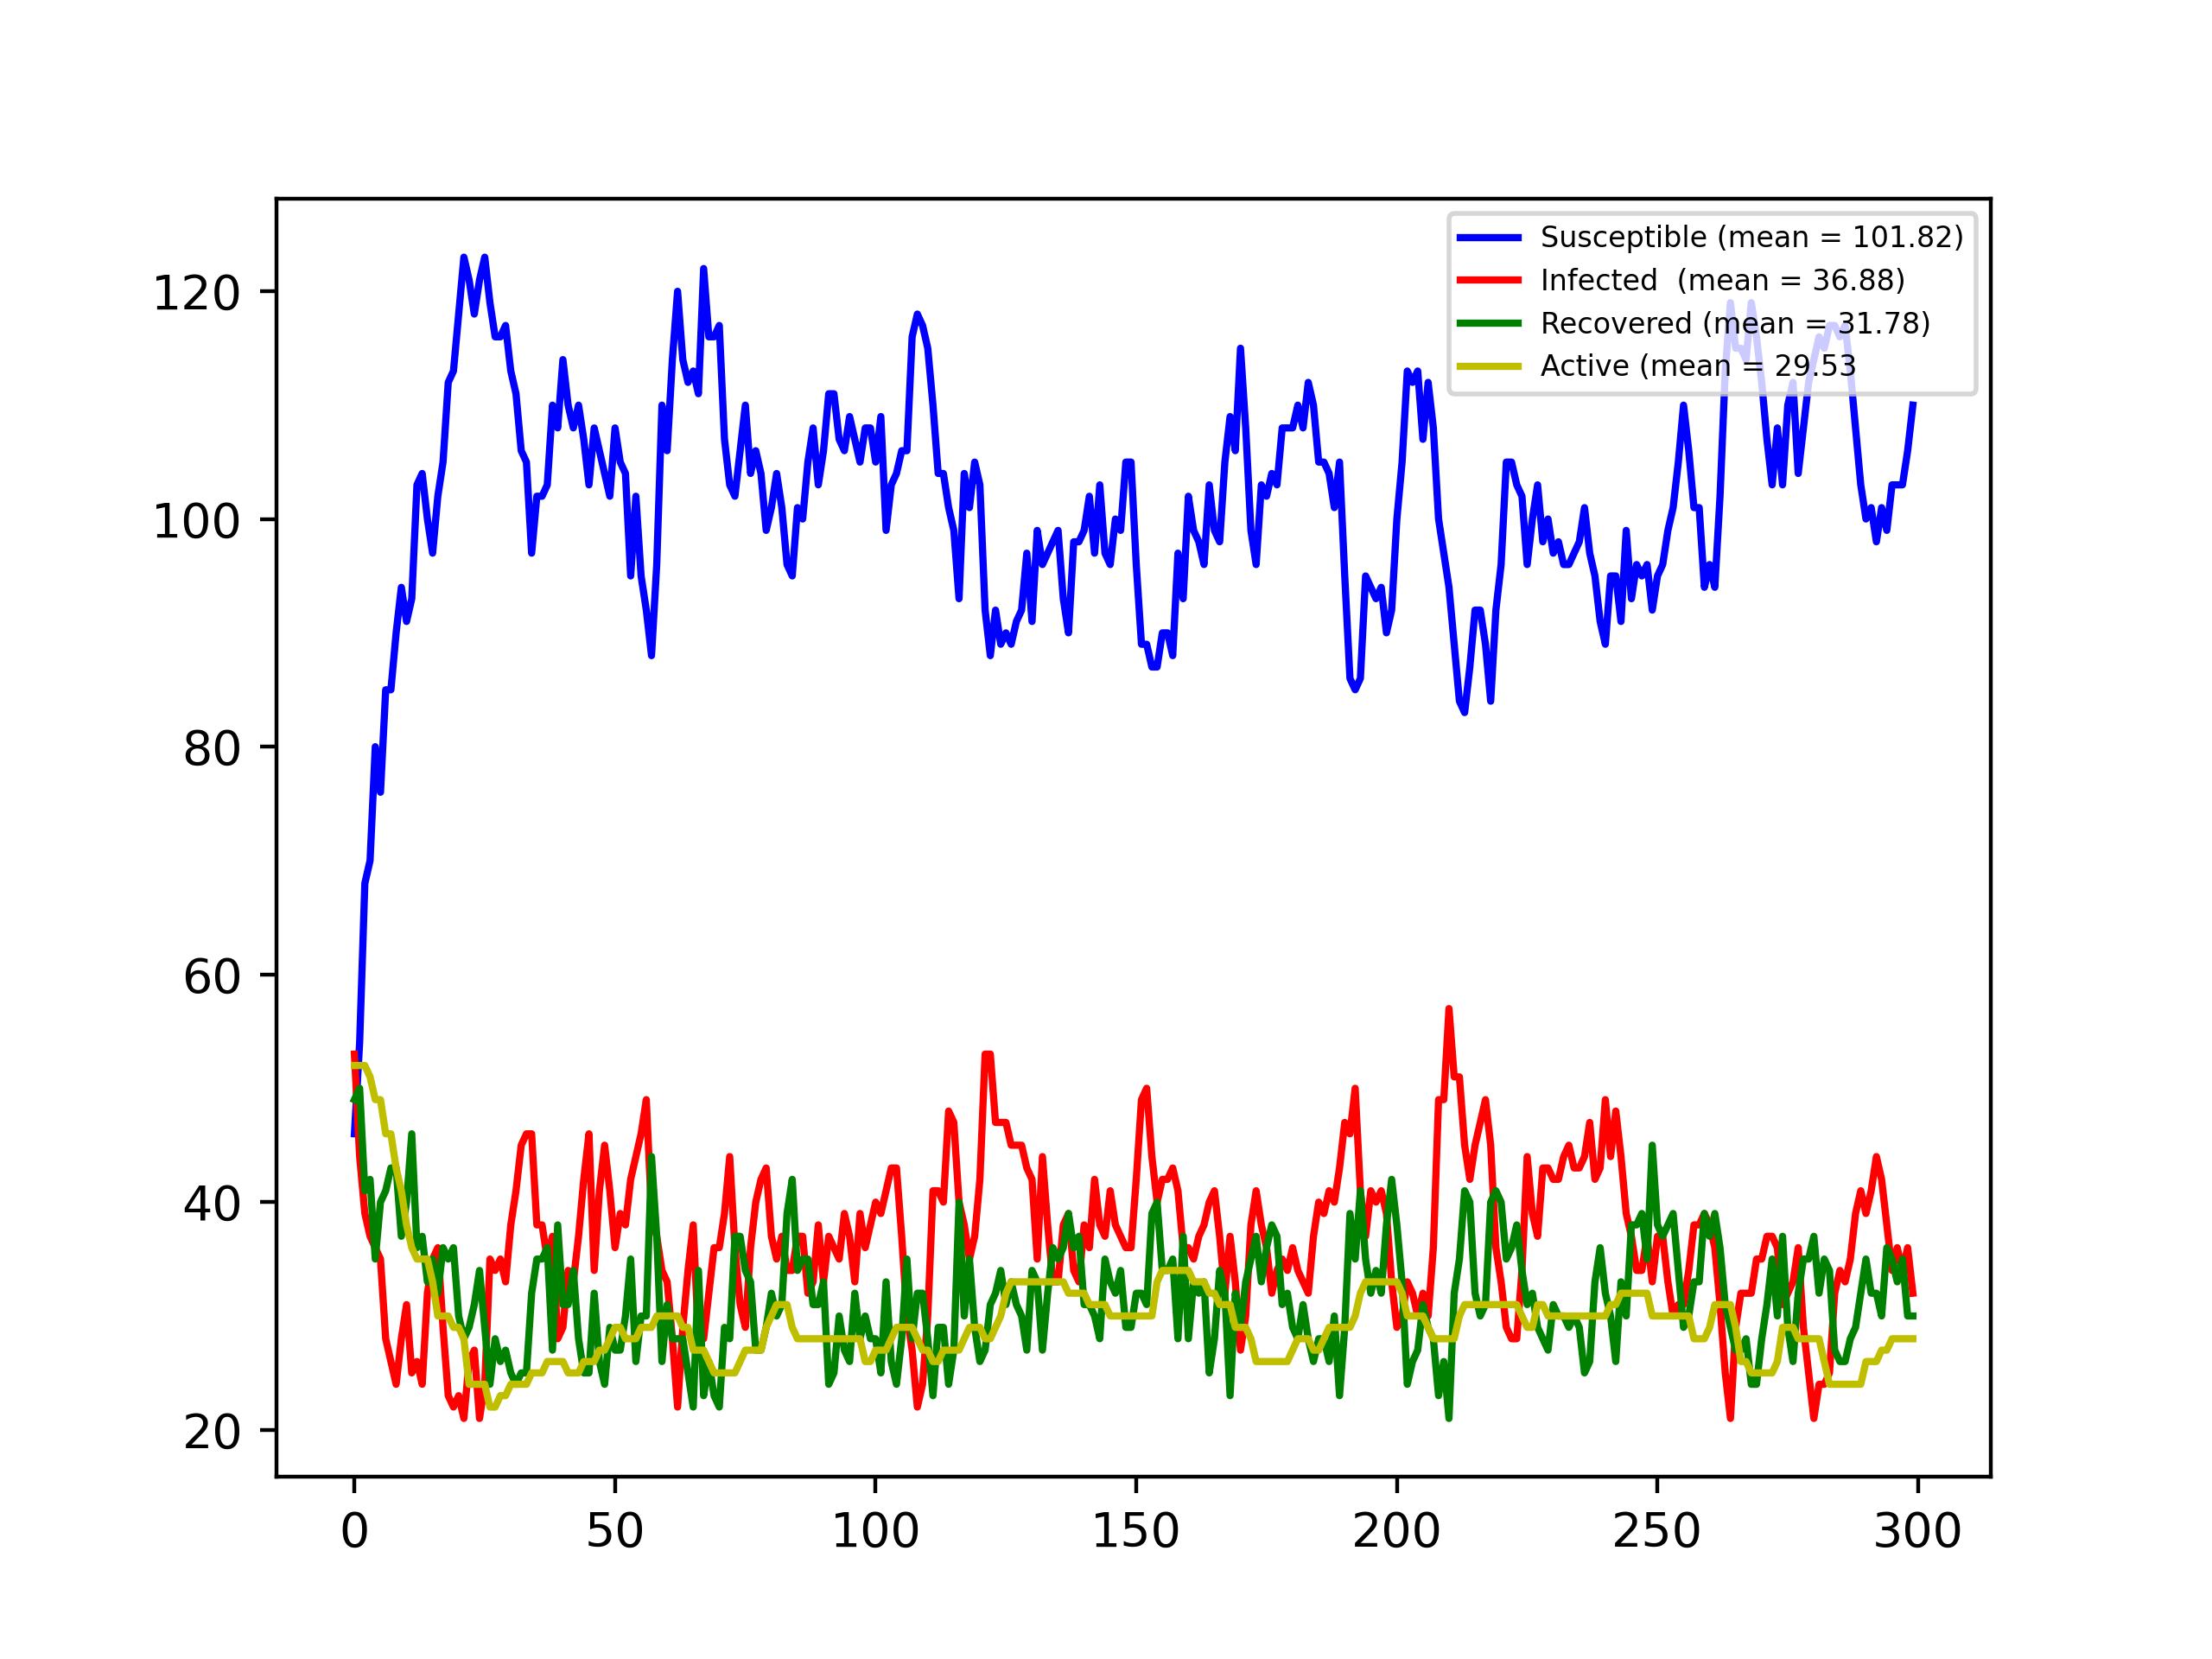 Susceptible (mean = 101.82)
Infected  (mean = 36.88)
Recovered (mean = 31.78)
Active (mean = 29.53
120
100
80
60
40
20
0 50 100 150 200 250 300